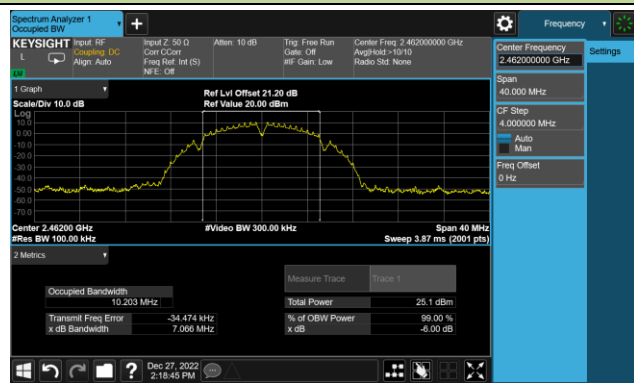 Spectrum Analyzer 1
Occupied BW
Frequency
KEYSIGHT
L
Input: RF
Coupling: DC
Align: Auto
Input Z: 50 Ω
Corr CCorr
Freq Ref: Int (S)
NFE: Off
Atten: 10 dB
Trig: Free Run
Gate: Off
#IF Gain: Low
Center Freq: 2.462000000 GHz
Avg|Hold:>10/10
Radio Std: None
1 Graph
Scale/Div 10.0 dB
Ref Lvl Offset 21.20 dB
Ref Value 20.00 dBm
Log
10.0
0.00
-10.0
-20.0
-30.0
-40.0
-50.0
-60.0
-70.0
Center 2.46200 GHz
#Res BW 100.00 kHz
#Video BW 300.00 kHz
Span 40 MHz
Sweep 3.87 ms (2001 pts)
2 Metrics
Measure Trace
Trace 1
Occupied Bandwidth
10.203 MHz
Total Power
25.1 dBm
Transmit Freq Error
-34.474 kHz
% of OBW Power
99.00 %
x dB Bandwidth
7.066 MHz
x dB
-6.00 dB
Center Frequency
2.462000000 GHz
Settings
Span
40.000 MHz
CF Step
4.000000 MHz
Auto
Man
Freq Offset
0 Hz
?
Dec 27, 2022
2:18:45 PM